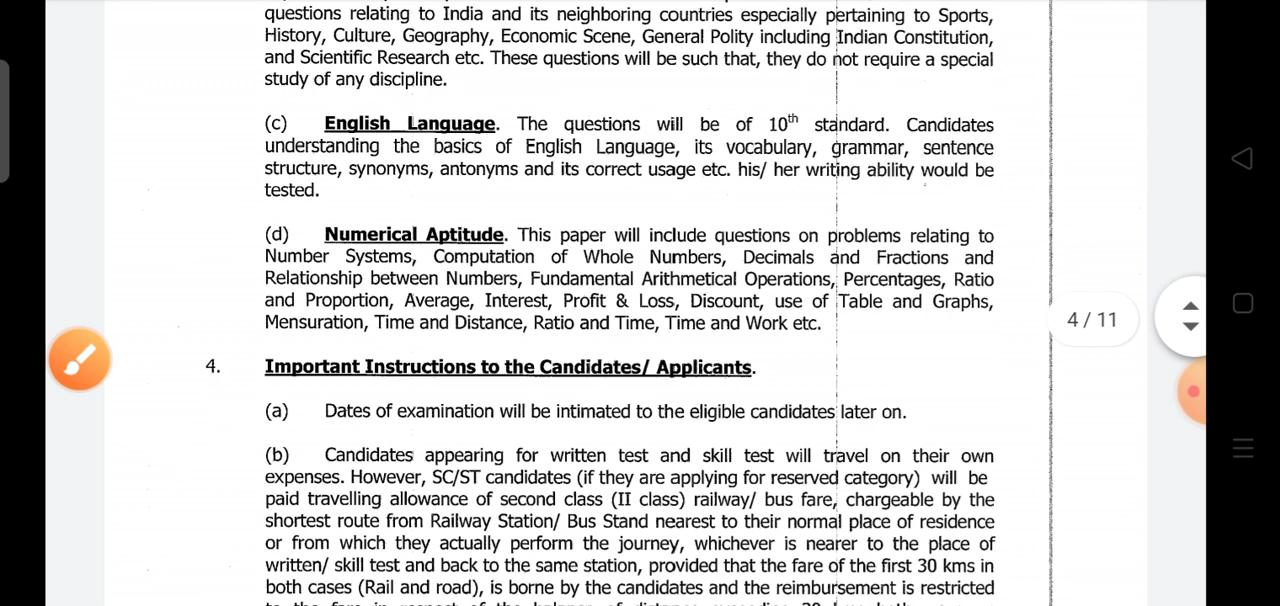 questions relating to India and its neighboring countries especially pertaining to Sports,
History, Culture, Geography, Economic Scene, General Polity including Indian Constitution,
and Scientific Research etc. These questions will be such that, they do not require a special
study of any discipline.
(c) English Language. The questions will be of 10th standard. Candidates
understanding the basics of English Language, its vocabulary, grammar, sentence
structure, synonyms, antonyms and its correct usage etc. his/ her writing ability would be
tested.
(d) Numerical Aptitude. This paper will include questions on problems relating to
Number Systems, Computation of Whole Numbers, Decimals and Fractions and
Relationship between Numbers, Fundamental Arithmetical Operations, Percentages, Ratio
and Proportion, Average, Interest, Profit & Loss, Discount, use of Table and Graphs,
Mensuration, Time and Distance, Ratio and Time, Time and Work etc.
4 / 11
4. Important Instructions to the Candidates/ Applicants.
(a) Dates of examination will be intimated to the eligible candidates later on.
(b) Candidates appearing for written test and skill test will travel on their own
expenses. However, SC/ST candidates (if they are applying for reserved category) will be
paid travelling allowance of second class (II class) railway/ bus fare, chargeable by the
shortest route from Railway Station/ Bus Stand nearest to their normal place of residence
or from which they actually perform the journey, whichever is nearer to the place of
written/ skill test and back to the same station, provided that the fare of the first 30 kms in
both cases (Rail and road), is borne by the candidates and the reimbursement is restricted